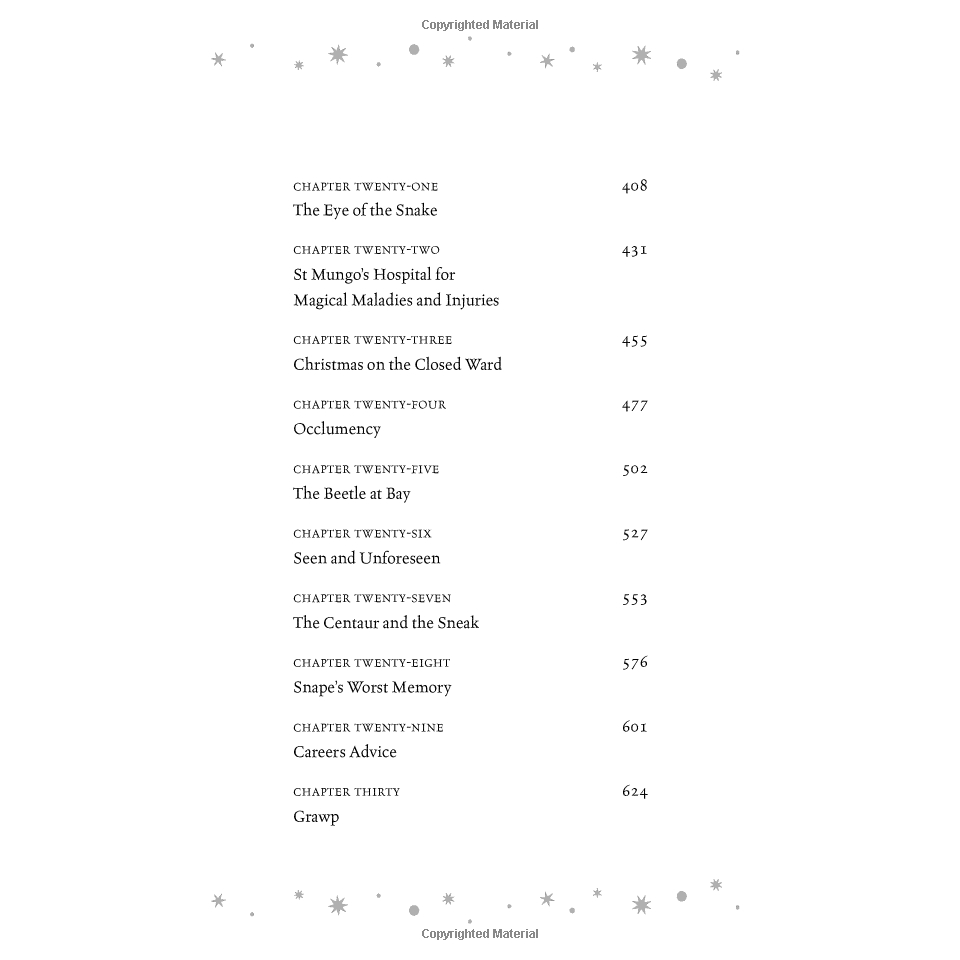 Copyrighted Material
CHAPTER TWENTY-ONE 408
The Eye of the Snake
CHAPTER TWENTY-TWO 431
St Mungo's Hospital for
Magical Maladies and Injuries
CHAPTER TWENTY-THREE 455
Christmas on the Closed Ward
CHAPTER TWENTY-FOUR 477
Occlumency
CHAPTER TWENTY-FIVE 502
The Beetle at Bay
CHAPTER TWENTY-SIX 527
Seen and Unforeseen
CHAPTER TWENTY-SEVEN 553
The Centaur and the Sneak
CHAPTER TWENTY-EIGHT 576
Snape's Worst Memory
CHAPTER TWENTY-NINE 601
Careers Advice
CHAPTER THIRTY 624
Grawp
Copyrighted Material